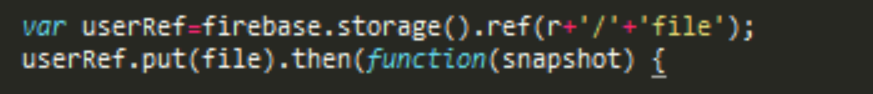 var userRef=firebase.storage().ref(r+'/'+'file');
userRef.put(file).then(function(snapshot) {